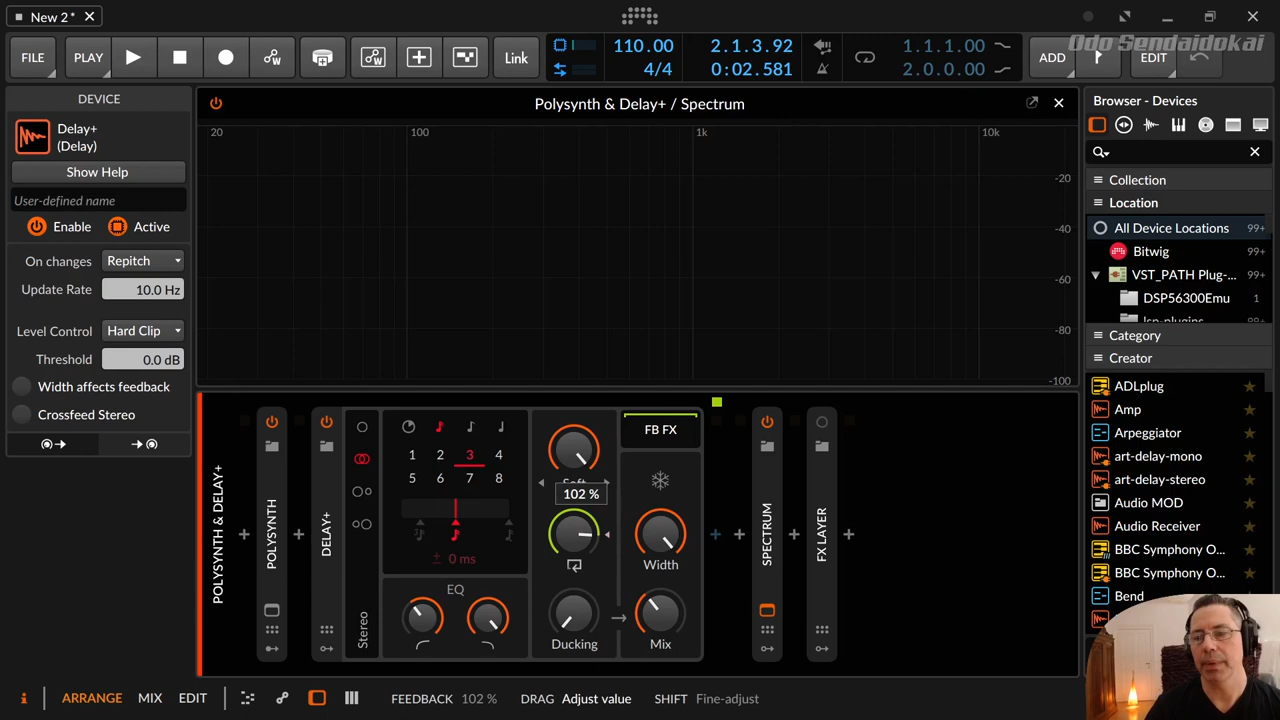 New 2*
FILE
PLAY
Link
110.00
4/4
2.1.3.92
0:02.581
1.1.1.00
2.0.0.00
ADD
EDIT
Odo Sendaidokai
DEVICE
Delay+
(Delay)
Show Help
User-defined name
Enable
Active
On changes
Repitch
Update Rate
10.0 Hz
Level Control
Hard Clip
Threshold
0.0 dB
Width affects feedback
Crossfeed Stereo
Polysynth & Delay+ / Spectrum
20
100
1k
10k
-20
-40
-60
-80
-100
POLYSYNTH & DELAY+
POLYSYNTH
DELAY+
Stereo
1 2 3 4
5 6 7 8
± 0 ms
EQ
102 %
Ducking
FB FX
Width
Mix
SPECTRUM
FX LAYER
Browser - Devices
Collection
Location
All Device Locations 99+
Bitwig 99+
VST_PATH Plug-... 99+
DSP56300Emu 1
lsp-plugins
Category
Creator
ADLplug
Amp
Arpeggiator
art-delay-mono
art-delay-stereo
Audio MOD
Audio Receiver
BBC Symphony O...
BBC Symphony O...
Bend
ARRANGE
MIX
EDIT
FEEDBACK 102 %
DRAG Adjust value
SHIFT Fine-adjust